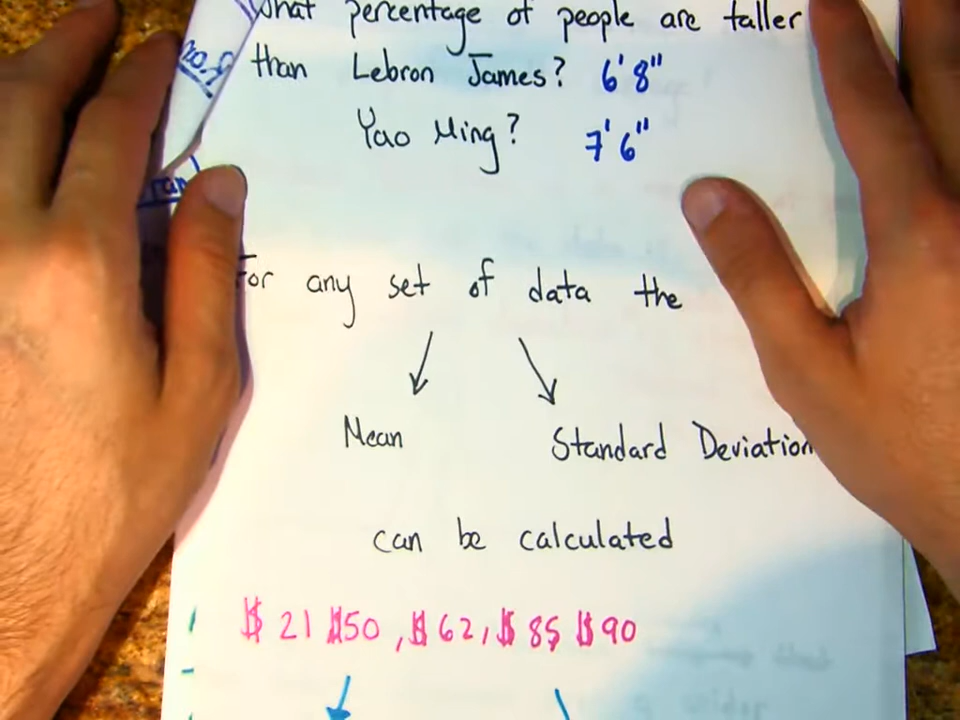 What percentage of people are taller
than Lebron James? 6'8"
Yao Ming? 7'6"
For any set of data the
Mean Standard Deviation
can be calculated
$ 21 $50, $ 62, $ 85 $ 90